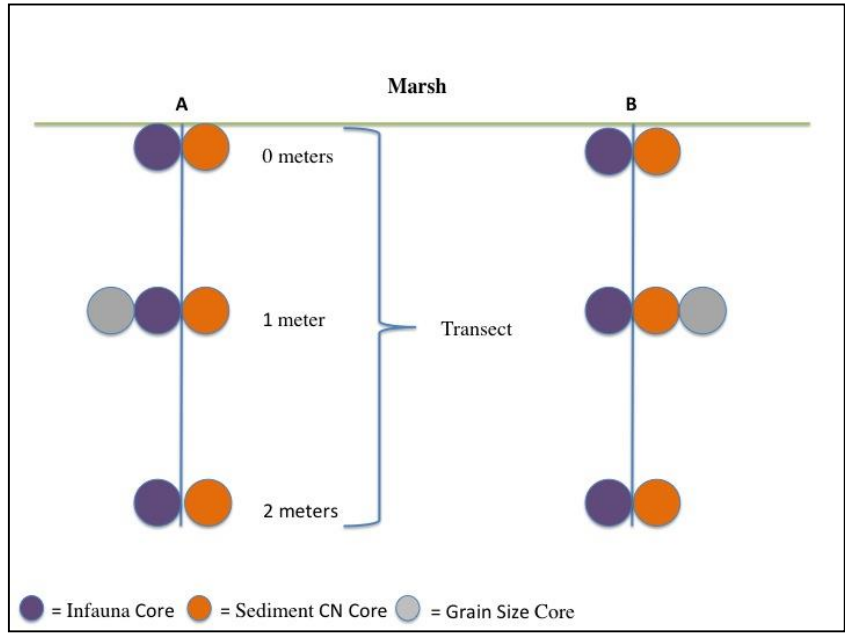 Marsh
A B
0 meters
1 meter
Transect
2 meters
= Infauna Core = Sediment CN Core = Grain Size Core